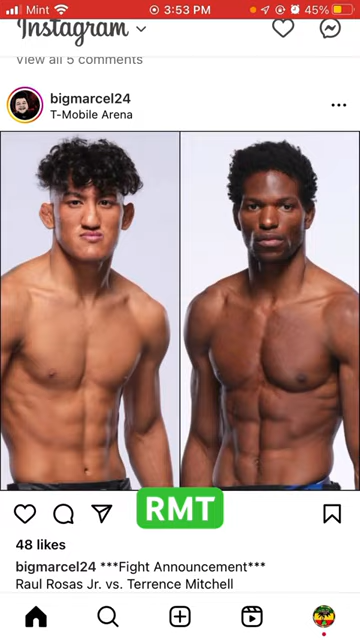 Mint
3:53 PM
45%
Instagram
View all 5 comments
bigmarcel24
T-Mobile Arena
RMT
48 likes
bigmarcel24 ***Fight Announcement***
Raul Rosas Jr. vs. Terrence Mitchell